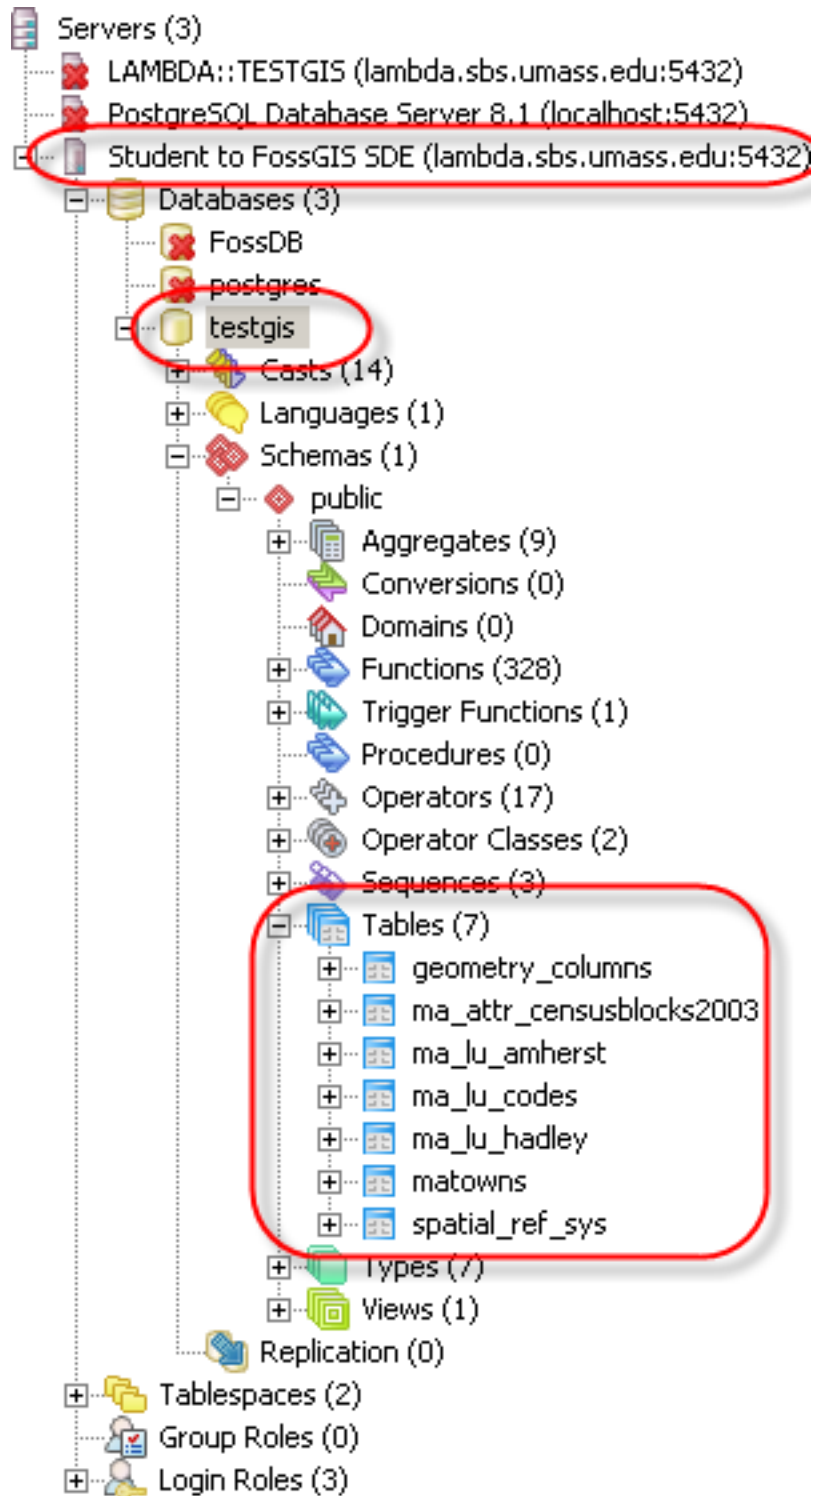 Servers (3)
LAMBDA::TESTGIS (lambda.sbs.umass.edu:5432)
PostgreSQL Database Server 8.1 (localhost:5432)
Student to FossGIS SDE (lambda.sbs.umass.edu:5432)
Databases (3)
FossDB
postgres
testgis
Casts (14)
Languages (1)
Schemas (1)
public
Aggregates (9)
Conversions (0)
Domains (0)
Functions (328)
Trigger Functions (1)
Procedures (0)
Operators (17)
Operator Classes (2)
Sequences (3)
Tables (7)
geometry_columns
ma_attr_censusblocks2003
ma_lu_amherst
ma_lu_codes
ma_lu_hadley
matowns
spatial_ref_sys
Types (7)
Views (1)
Replication (0)
Tablespaces (2)
Group Roles (0)
Login Roles (3)